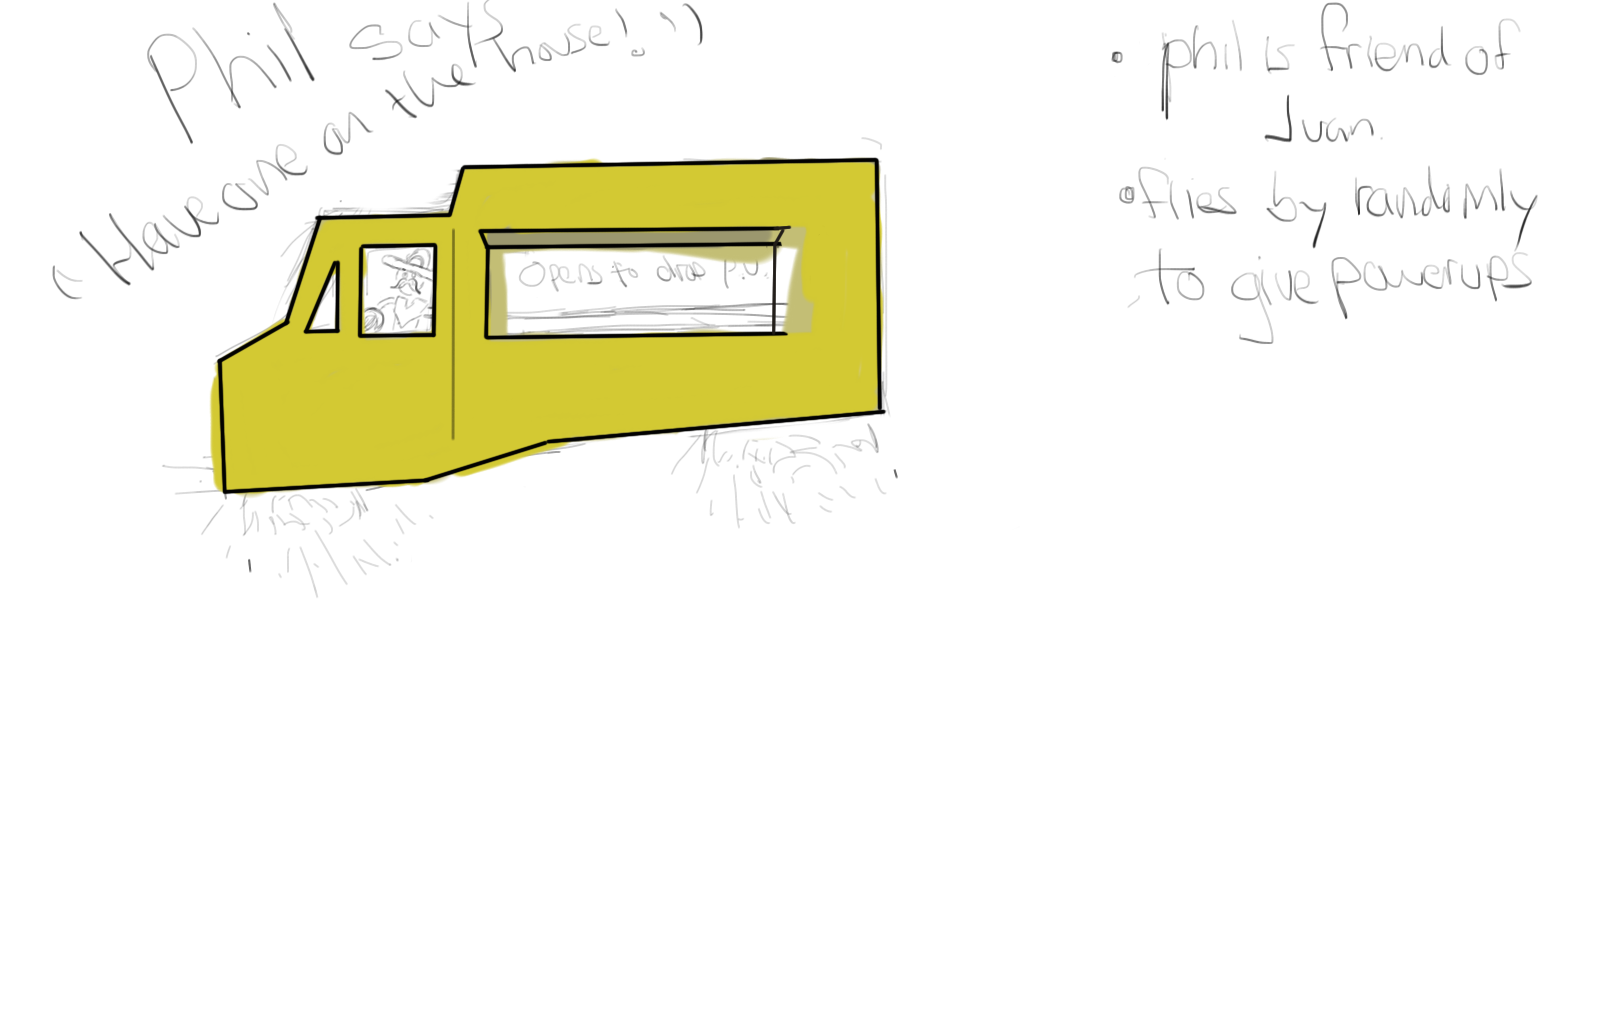 Phil says
"Have one on the house!"
Opens to drop P.U.
• phil is friend of
Juan.
• flies by randomly
to give powerups